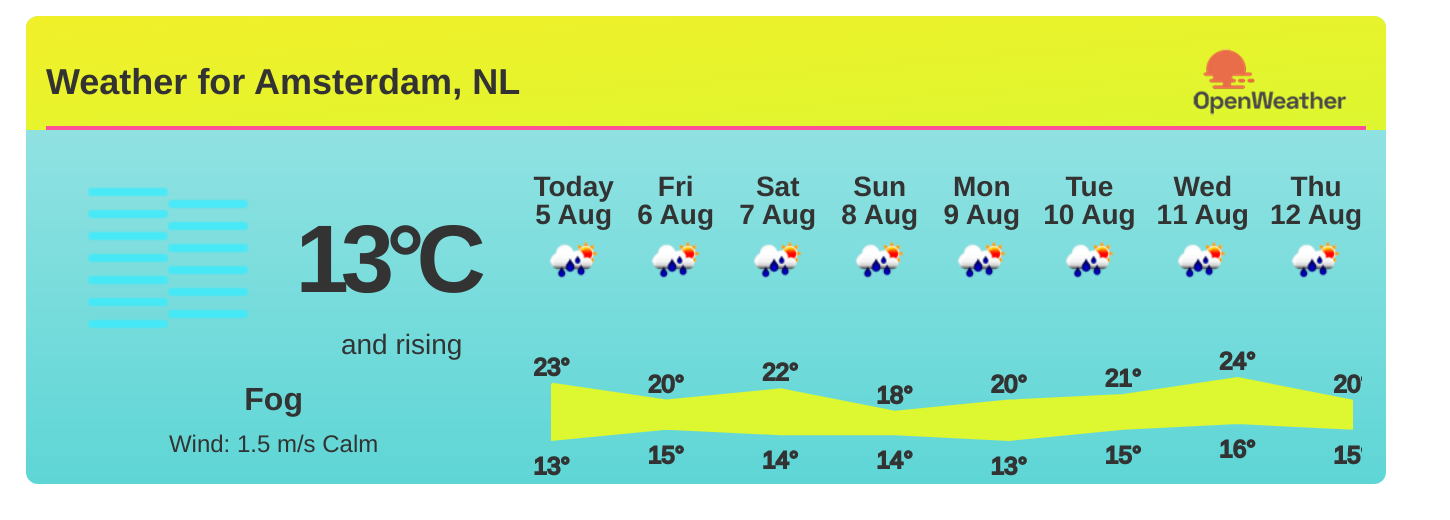 Weather for Amsterdam, NL
OpenWeather
Today Fri Sat Sun Mon Tue Wed Thu
5 Aug 6 Aug 7 Aug 8 Aug 9 Aug 10 Aug 11 Aug 12 Aug
13°C
and rising
Fog
Wind: 1.5 m/s Calm
23° 20° 22° 18° 20° 21° 24° 20°
13° 15° 14° 14° 13° 15° 16° 15°